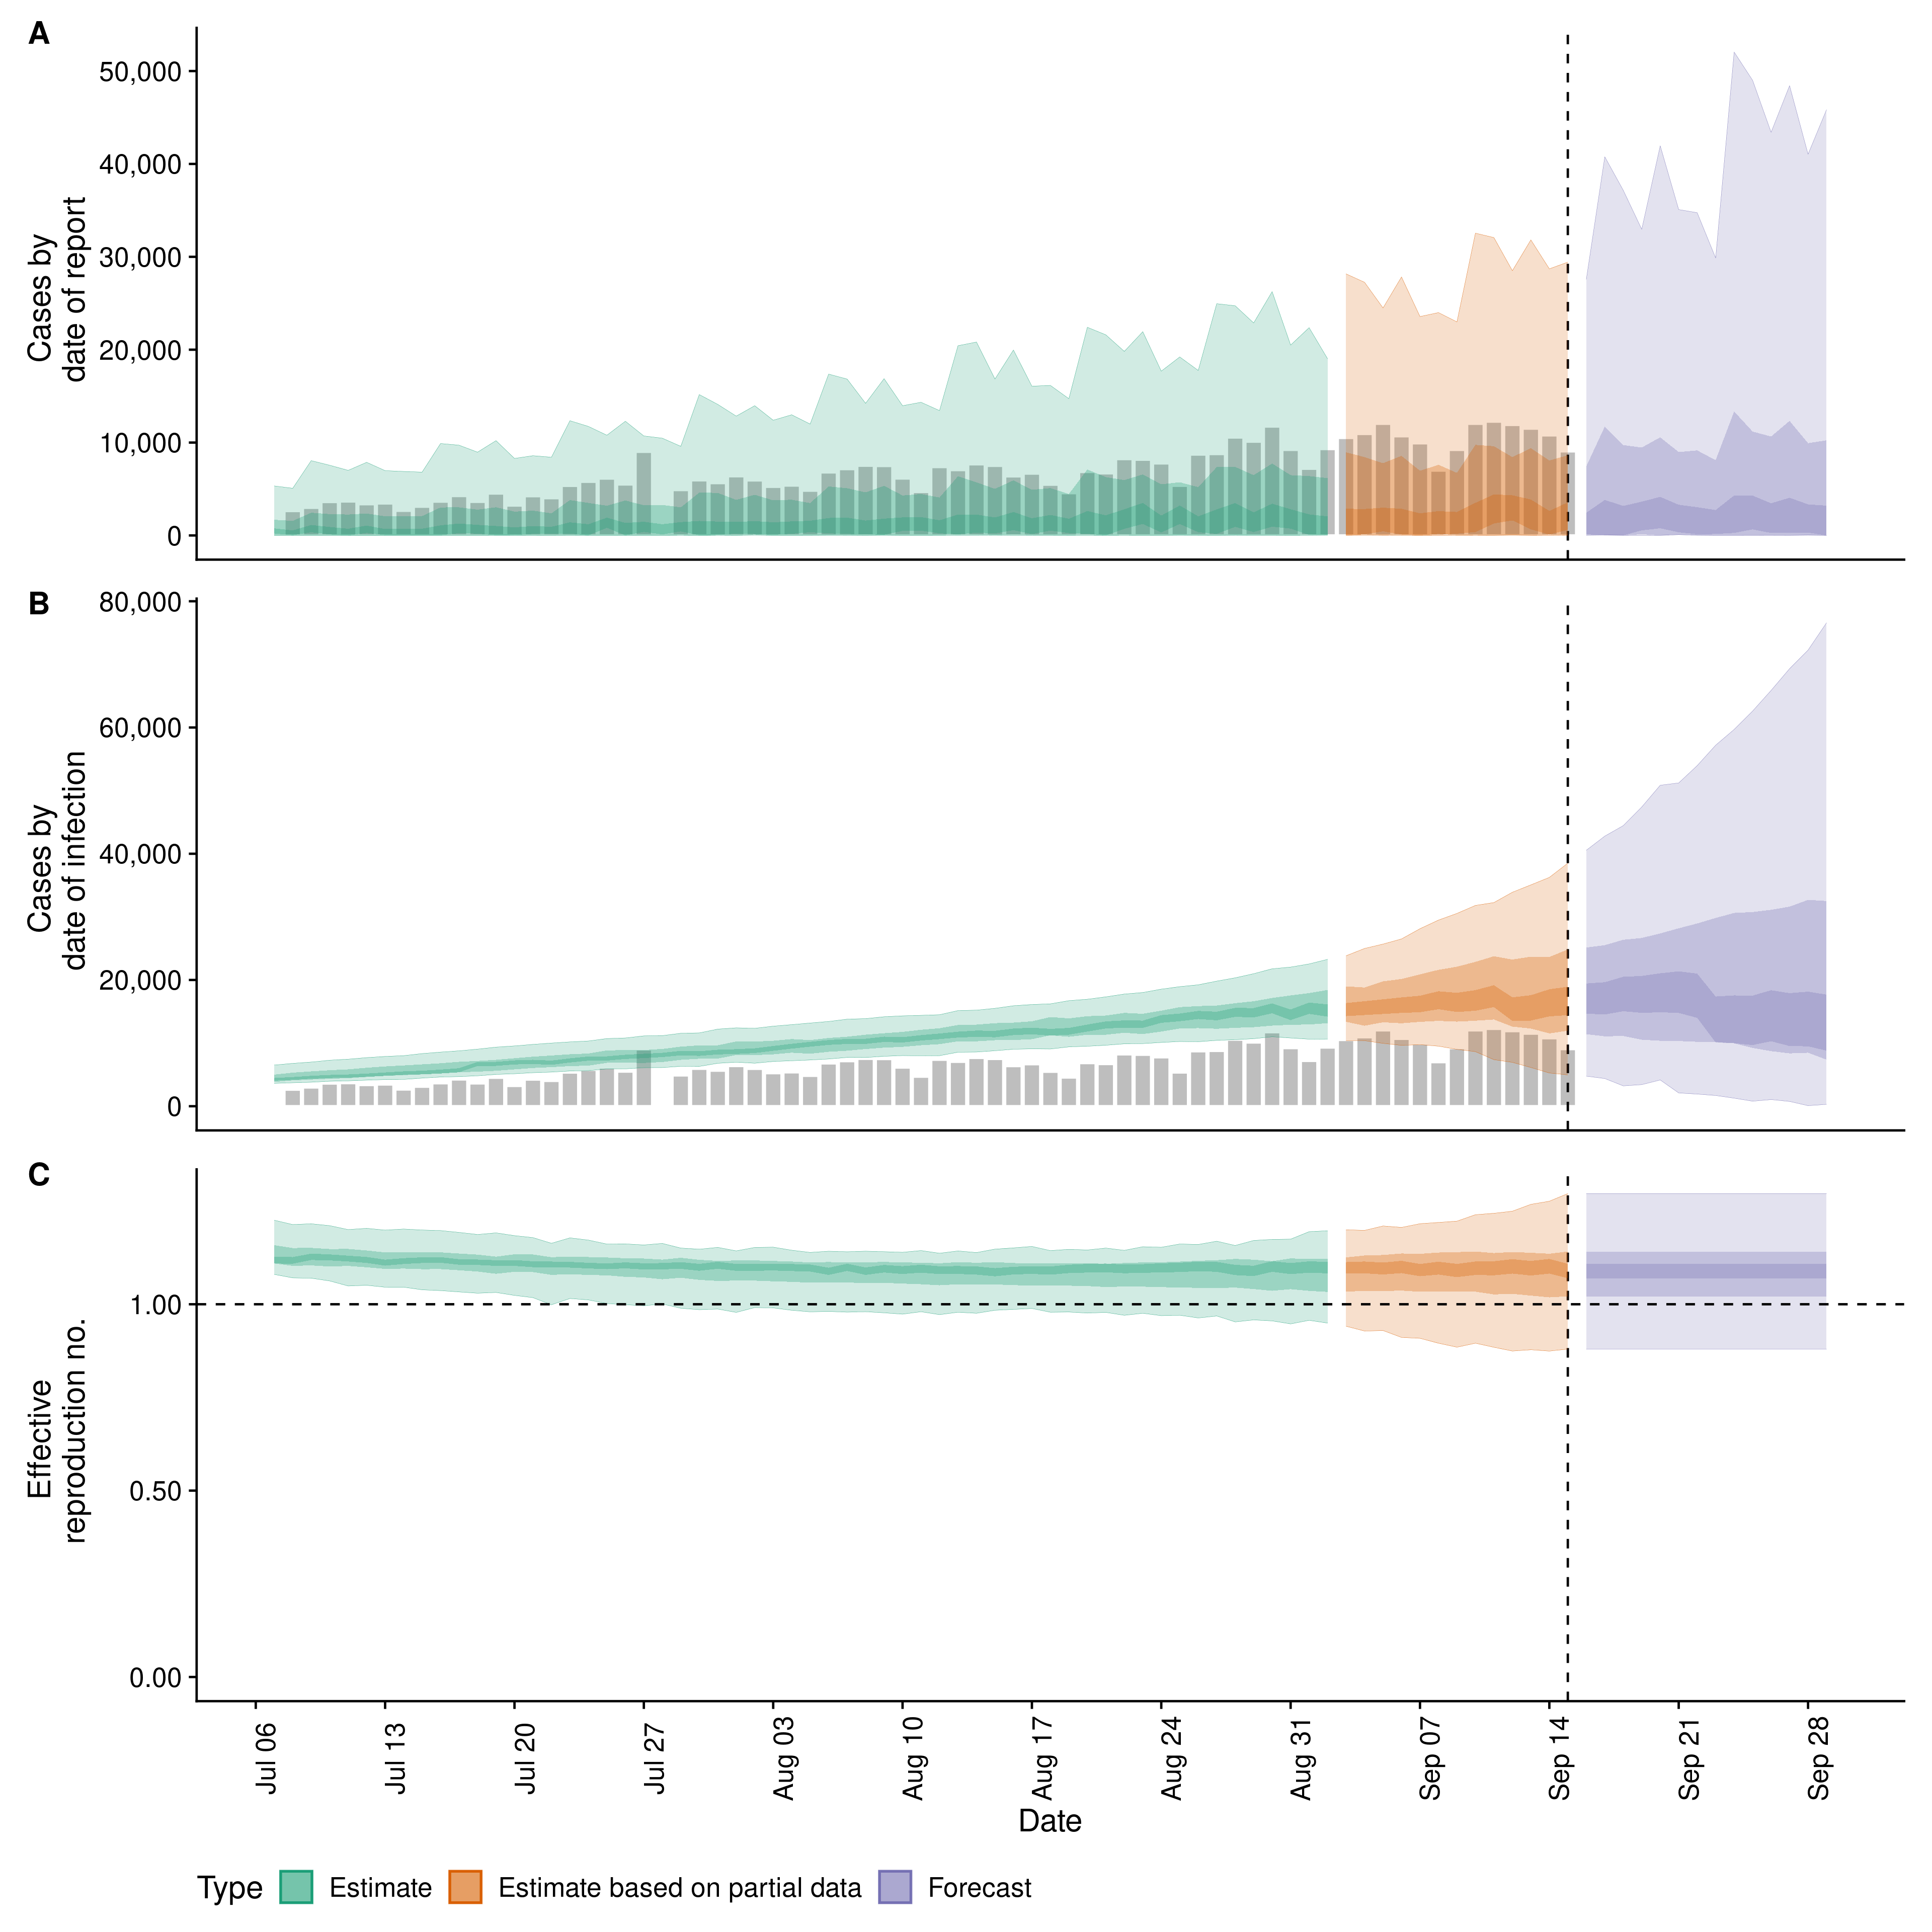 A
Cases by
date of report
50,000
40,000
30,000
20,000
10,000
0
B
Cases by
date of infection
80,000
60,000
40,000
20,000
0
C
Effective
reproduction no.
1.00
0.50
0.00
Jul 06
Jul 13
Jul 20
Jul 27
Aug 03
Aug 10
Aug 17
Aug 24
Aug 31
Sep 07
Sep 14
Sep 21
Sep 28
Date
Type Estimate Estimate based on partial data Forecast